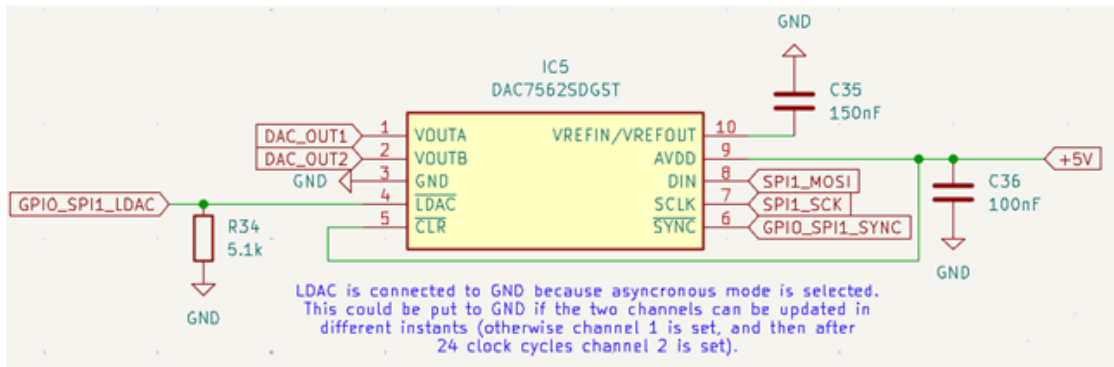 GND
IC5
DAC7562SDGST
C35
150nF
DAC_OUT1
1
VOUTA
VREFIN/VREFOUT
10
DAC_OUT2
2
VOUTB
AVDD
9
+5V
GND
3
GND
DIN
8
SPI1_MOSI
C36
100nF
GPIO_SPI1_LDAC
4
LDAC
SCLK
7
SPI1_SCK
R34
5.1k
5
CLR
SYNC
6
GPIO_SPI1_SYNC
GND
GND
LDAC is connected to GND because asyncronous mode is selected.
This could be put to GND if the two channels can be updated in
different instants (otherwise channel 1 is set, and then after
24 clock cycles channel 2 is set).